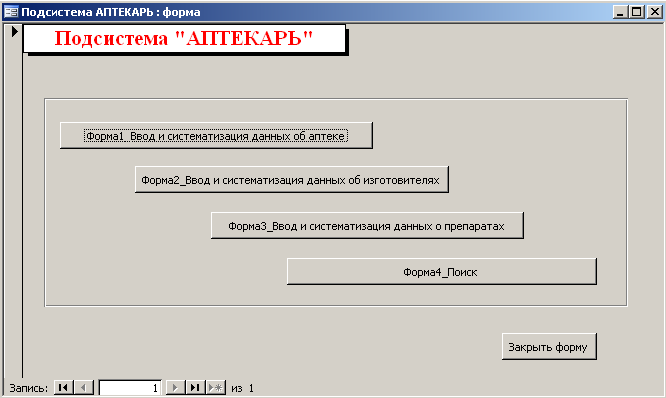 Подсистема АПТЕКАРЬ : форма
Подсистема "АПТЕКАРЬ"
Форма1_Ввод и систематизация данных об аптеке
Форма2_Ввод и систематизация данных об изготовителях
Форма3_Ввод и систематизация данных о препаратах
Форма4_Поиск
Закрыть форму
Запись: 1 из 1